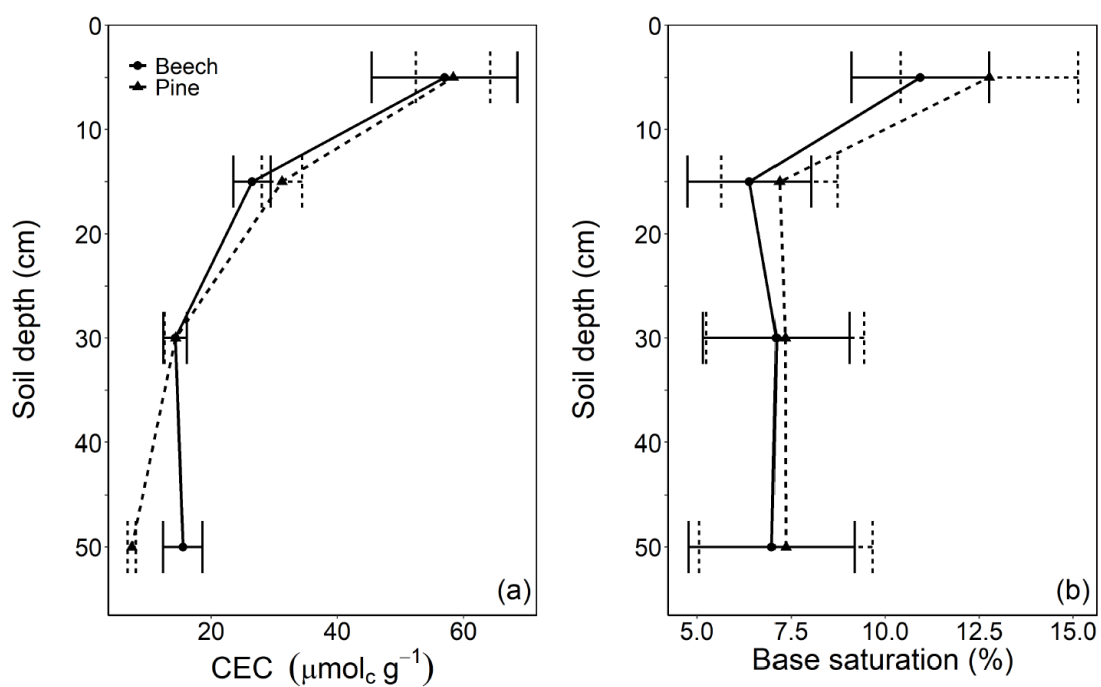 0
10
20
30
40
50
Soil depth (cm)
Beech
Pine
(a)
20
40
60
CEC (μmolc g−1)
0
10
20
30
40
50
Soil depth (cm)
(b)
5.0
7.5
10.0
12.5
15.0
Base saturation (%)